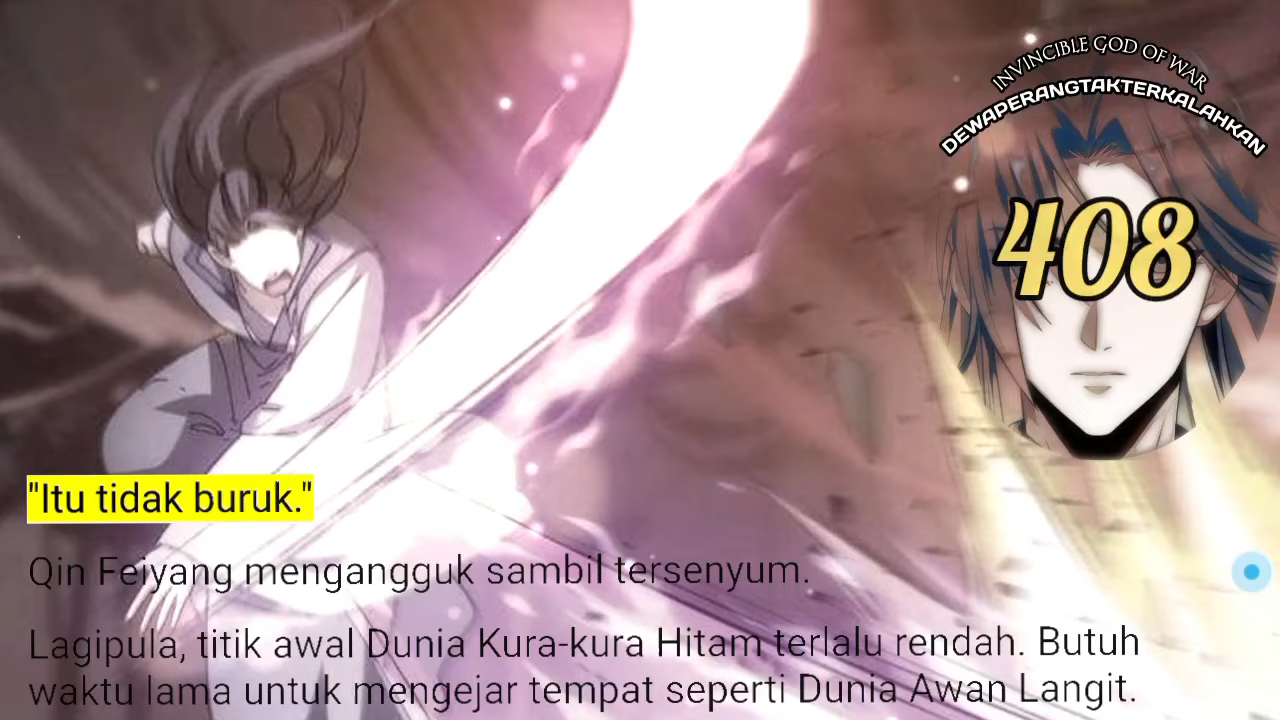 INVINCIBLE GOD OF WAR
DEWAPERANGTAKTERKALAHKAN
408
"Itu tidak buruk."
Qin Feiyang mengangguk sambil tersenyum.
Lagipula, titik awal Dunia Kura-kura Hitam terlalu rendah. Butuh
waktu lama untuk mengejar tempat seperti Dunia Awan Langit.